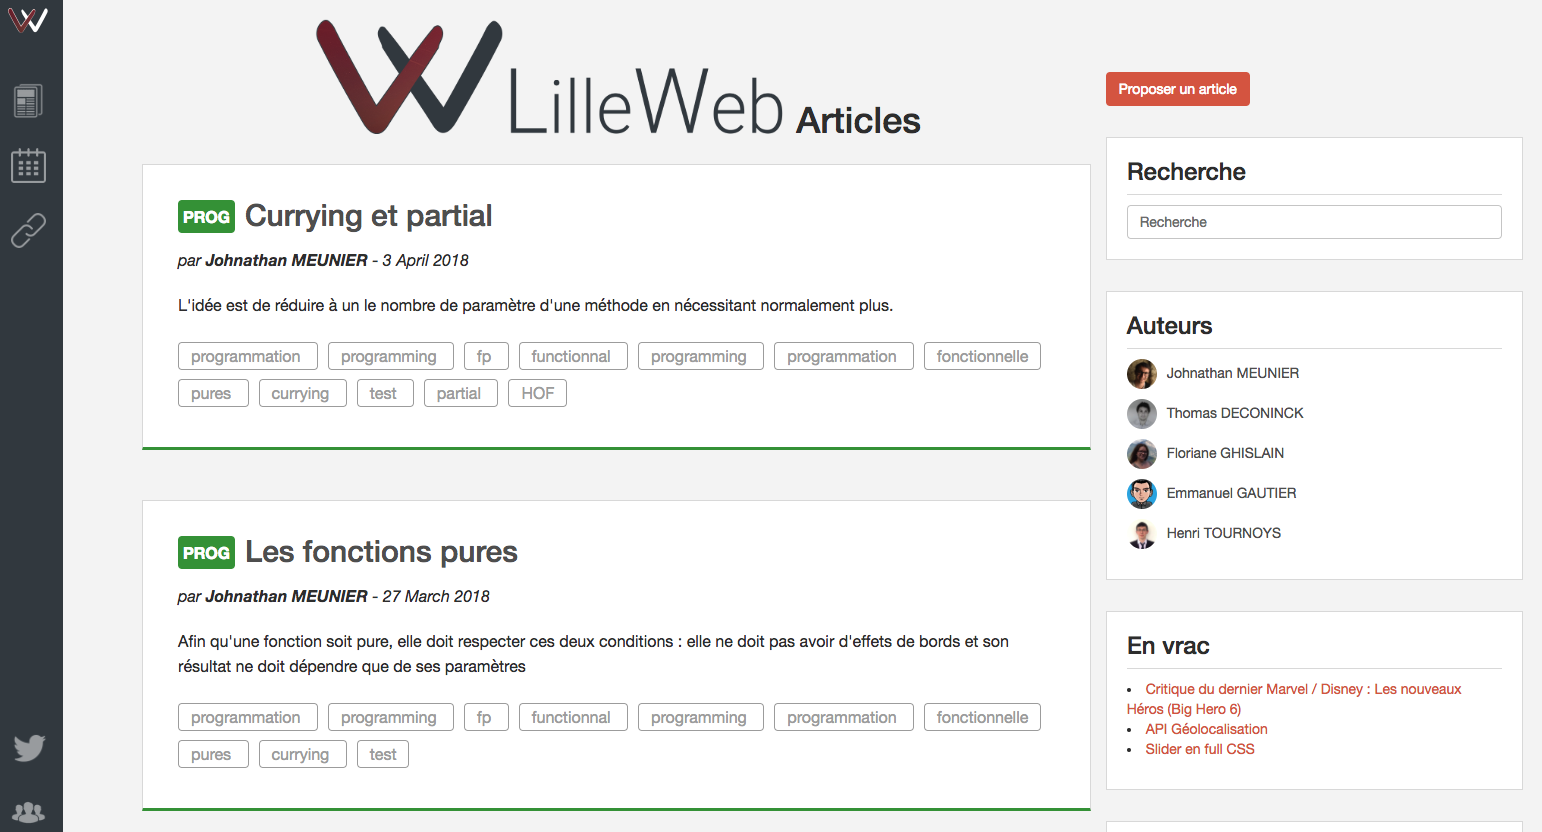 LilleWeb Articles
PROG Currying et partial
par Johnathan MEUNIER - 3 April 2018
L'idée est de réduire à un le nombre de paramètre d'une méthode en nécessitant normalement plus.
programmation programming fp functionnal programming programmation fonctionnelle
pures currying test partial HOF
PROG Les fonctions pures
par Johnathan MEUNIER - 27 March 2018
Afin qu'une fonction soit pure, elle doit respecter ces deux conditions : elle ne doit pas avoir d'effets de bords et son
résultat ne doit dépendre que de ses paramètres
programmation programming fp functionnal programming programmation fonctionnelle
pures currying test
Proposer un article
Recherche
Recherche
Auteurs
Johnathan MEUNIER
Thomas DECONINCK
Floriane GHISLAIN
Emmanuel GAUTIER
Henri TOURNOYS
En vrac
• Critique du dernier Marvel / Disney : Les nouveaux
Héros (Big Hero 6)
• API Géolocalisation
• Slider en full CSS